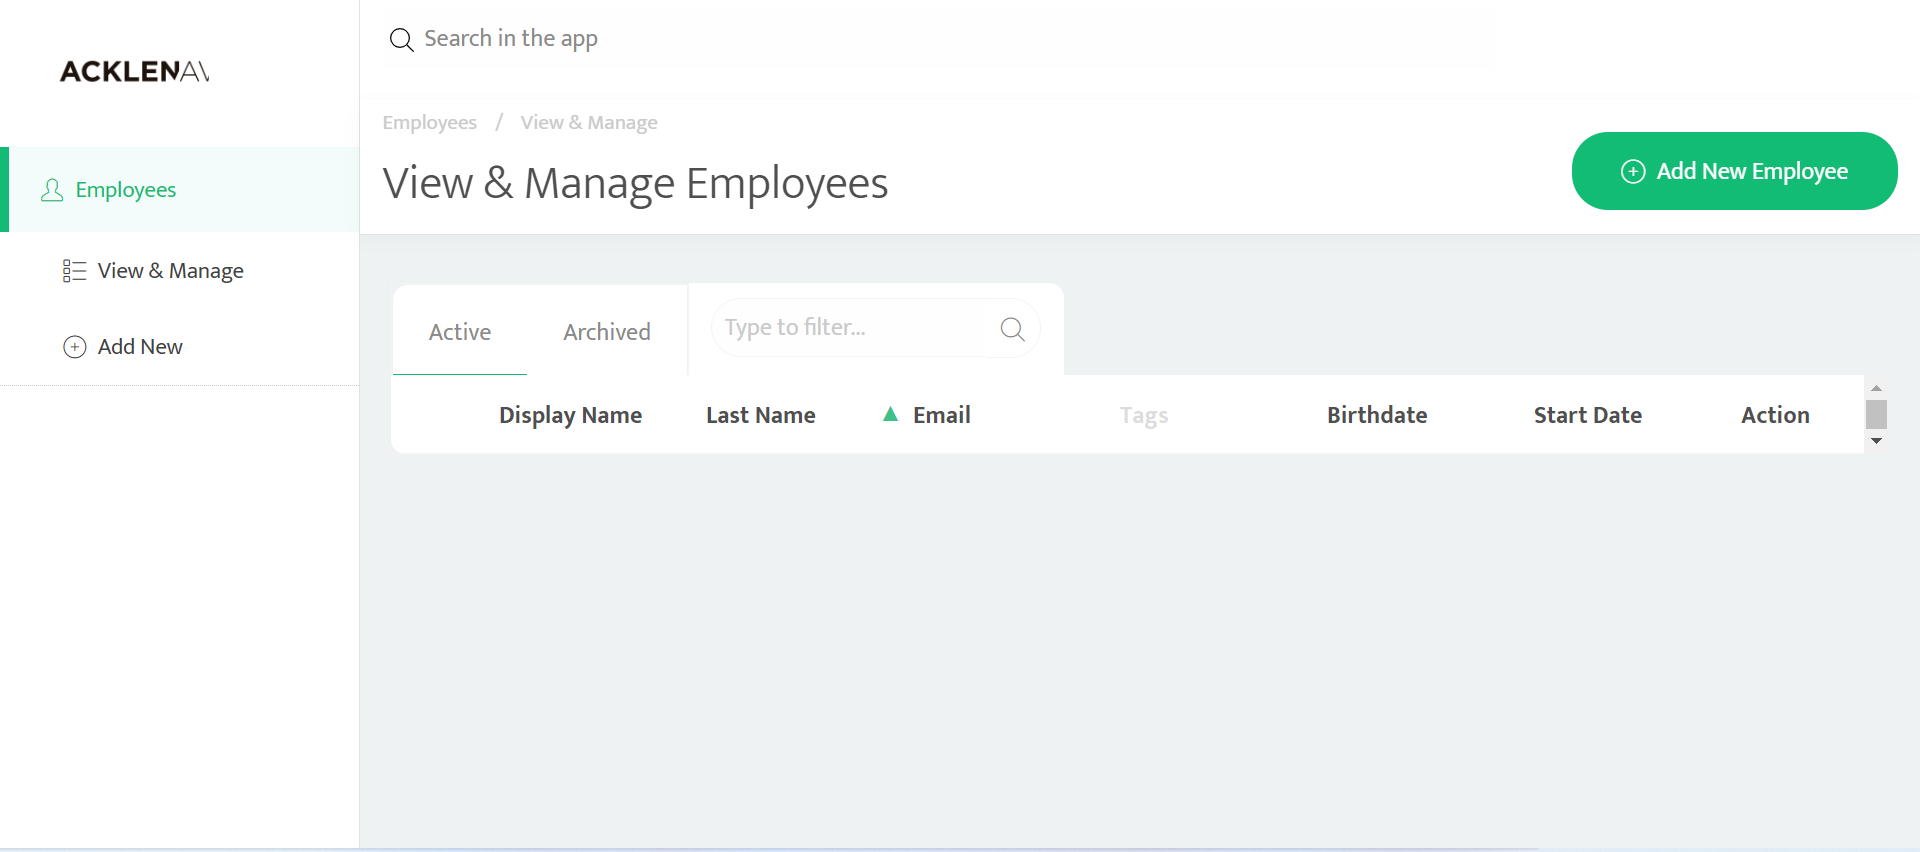 ACKLENAV
Search in the app
Employees / View & Manage
View & Manage Employees
Add New Employee
Employees
View & Manage
Add New
Active
Archived
Type to filter...
Display Name Last Name ▲ Email Tags Birthdate Start Date Action